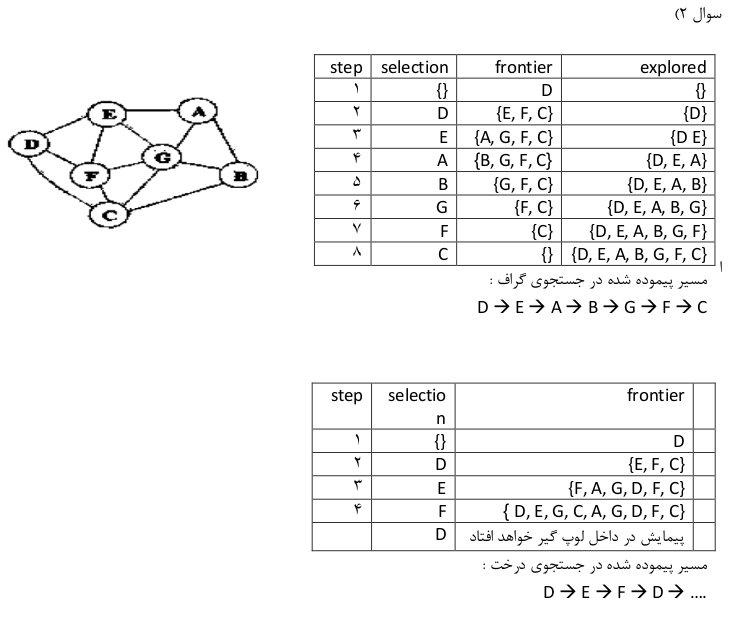 سوال ۲)
E
A
D
G
F
B
C
step selection frontier explored
۱ {} D {}
۲ D {E, F, C} {D}
۳ E {A, G, F, C} {D E}
۴ A {B, G, F, C} {D, E, A}
۵ B {G, F, C} {D, E, A, B}
۶ G {F, C} {D, E, A, B, G}
۷ F {C} {D, E, A, B, G, F}
۸ C {} {D, E, A, B, G, F, C}
ا
مسیر پیموده شده در جستجوی گراف :
D → E → A → B → G → F → C
step selectio frontier
n
۱ {} D
۲ D {E, F, C}
۳ E {F, A, G, D, F, C}
۴ F { D, E, G, C, A, G, D, F, C}
D پیمایش در داخل لوپ گیر خواهد افتاد
مسیر پیموده شده در جستجوی درخت :
D → E → F → D → ....